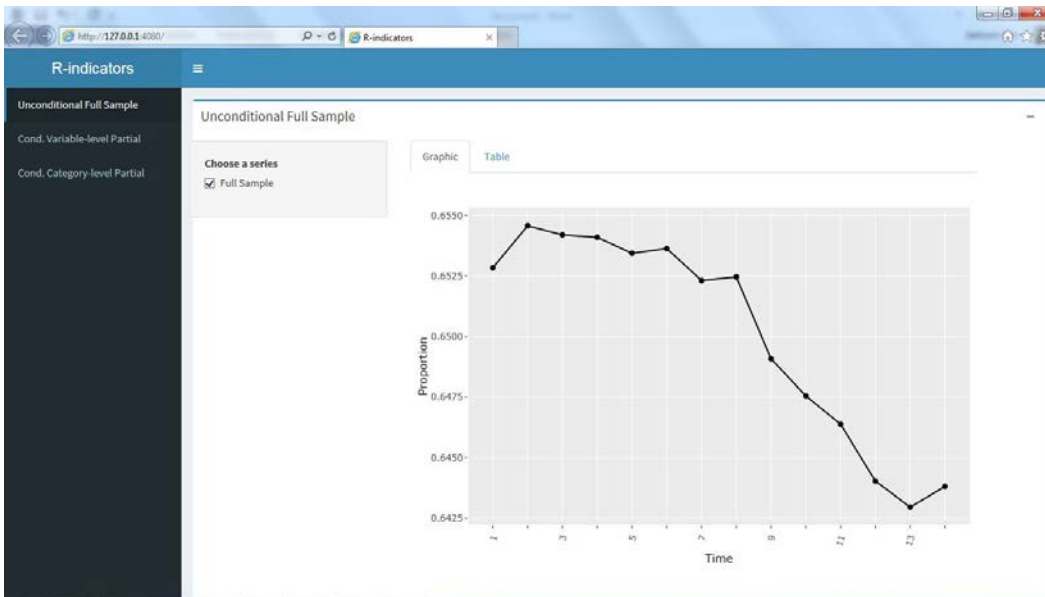 http://127.0.0.1:4080/
R-indicators
R-indicators
Unconditional Full Sample
Cond. Variable-level Partial
Cond. Category-level Partial
Unconditional Full Sample
Choose a series
Full Sample
Graphic Table
0.6550
0.6525
0.6500
0.6475
0.6450
0.6425
Proportion
1 3 5 7 9 11 13
Time